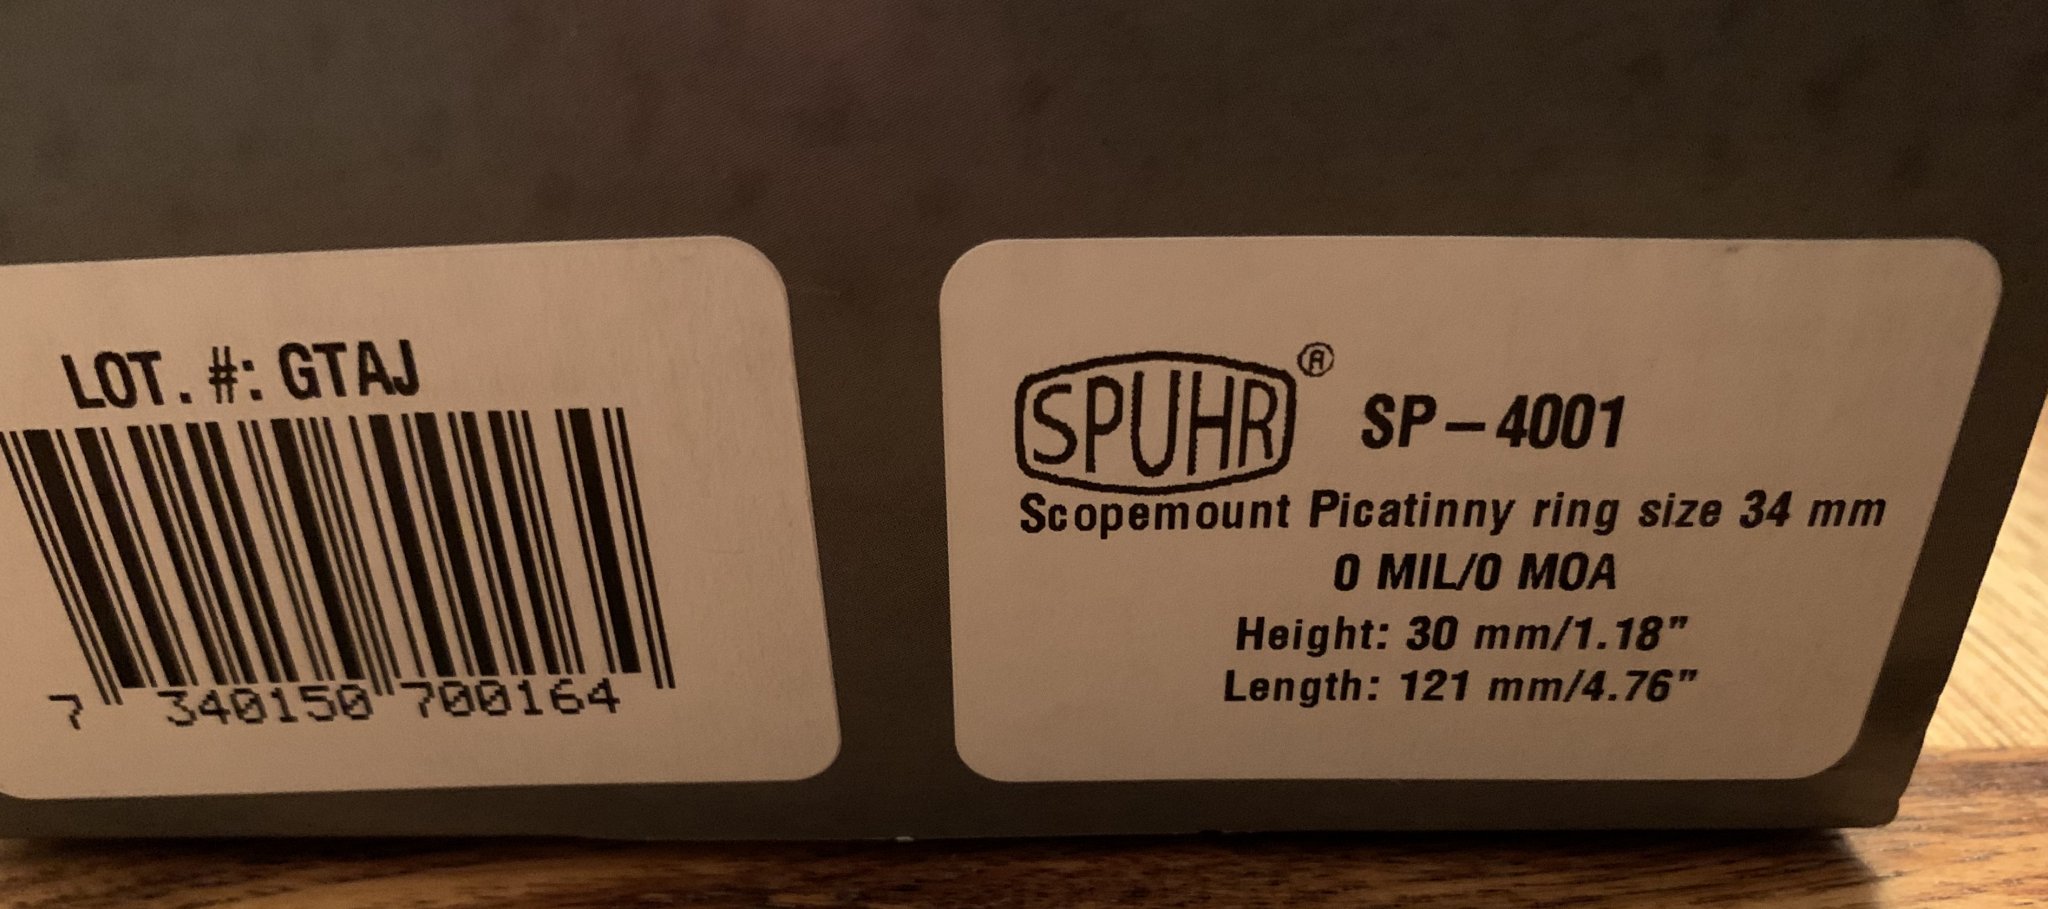 LOT. #: GTAJ
7 340150 700164
SPUHR® SP-4001
Scopemount Picatinny ring size 34 mm
0 MIL/0 MOA
Height: 30 mm/1.18"
Length: 121 mm/4.76"